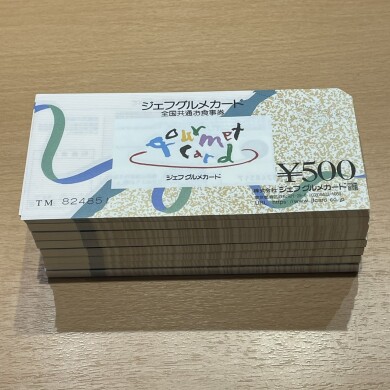 ジェフグルメカード
全国共通お食事券
gourmet
card
ジェフグルメカード
¥500
株式会社 ジェフグルメカード
TM 824851